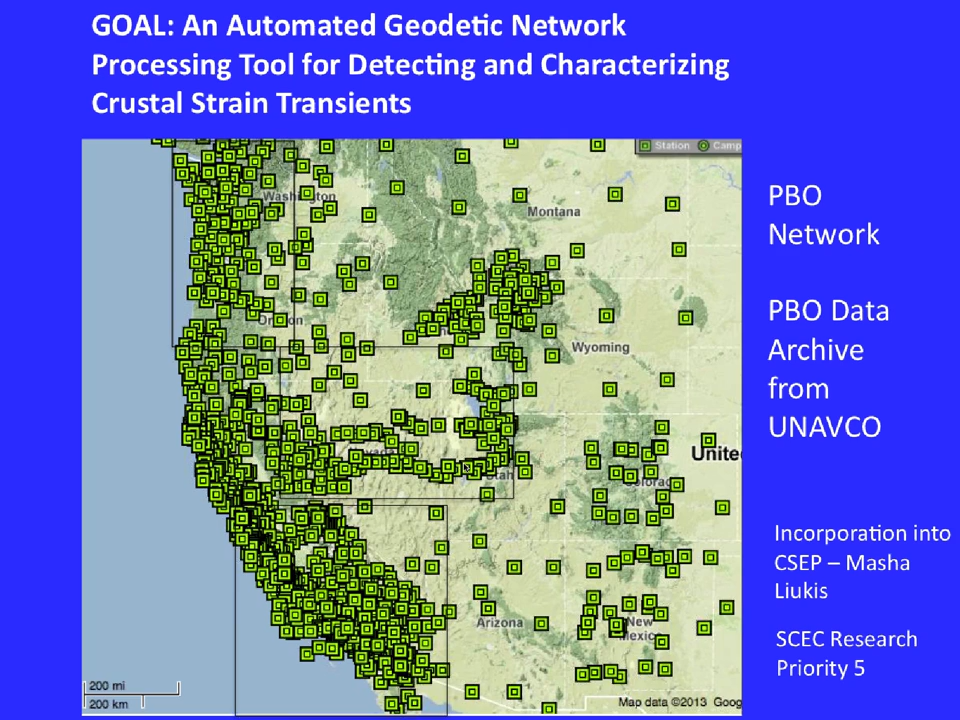 GOAL: An Automated Geodetic Network
Processing Tool for Detecting and Characterizing
Crustal Strain Transients
Station Camp
Washington
Montana
Oregon
Wyoming
Nevada
Utah
Colorado
United
Arizona
New
Mexico
200 mi
200 km
Map data ©2013 Goog
PBO
Network
PBO Data
Archive
from
UNAVCO
Incorporation into
CSEP – Masha
Liukis
SCEC Research
Priority 5